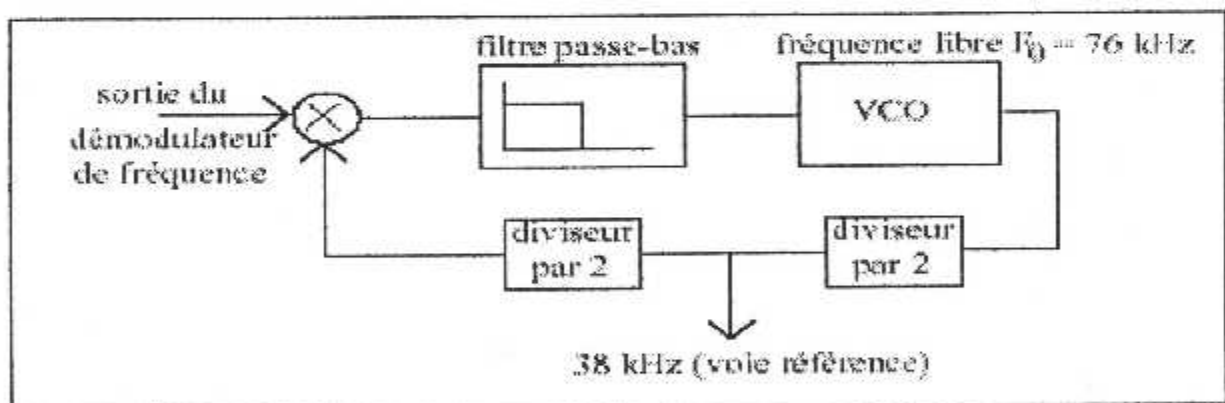 filtre passe-bas
fréquence libre F0 = 76 kHz
sortie du
démodulateur
de fréquence
VCO
diviseur
par 2
diviseur
par 2
38 kHz (voie référence)